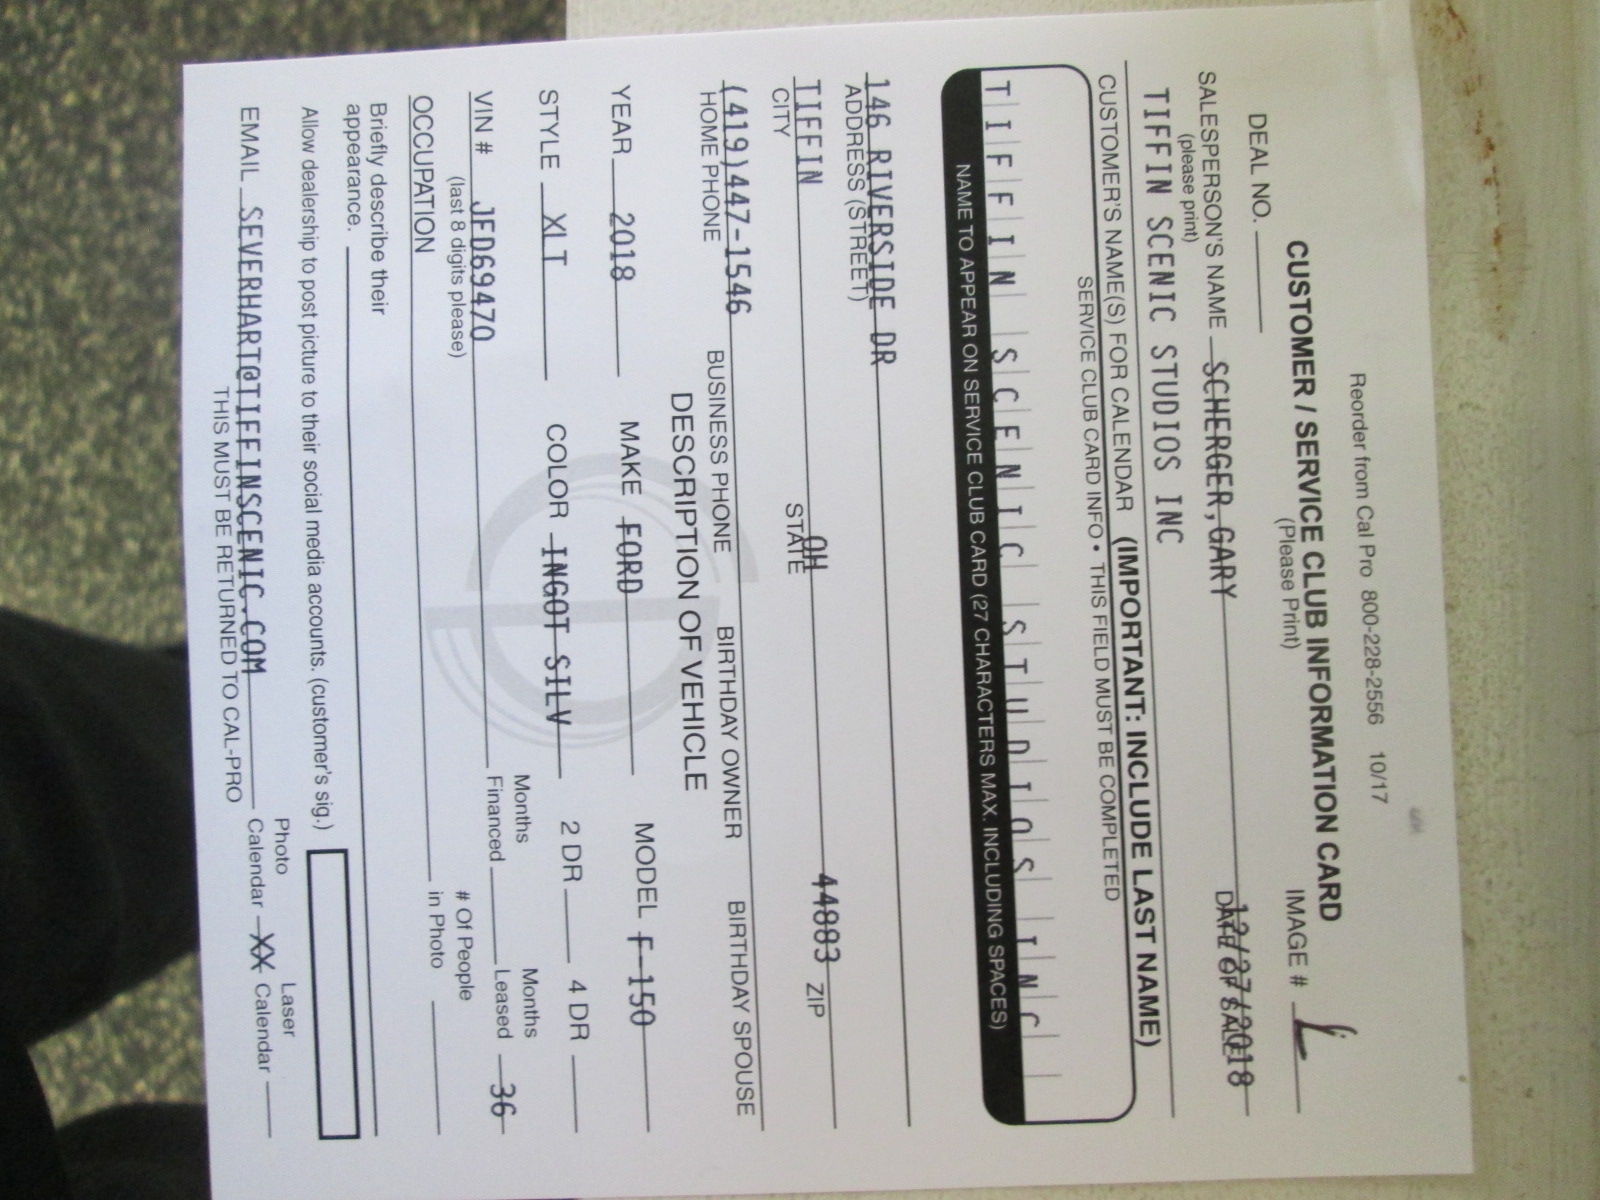 Reorder from Cal Pro 800-228-2556 10/17
CUSTOMER / SERVICE CLUB INFORMATION CARD
(Please Print)
DEAL NO. IMAGE #
SALESPERSON'S NAME SCHERGER,GARY 12/27/2018
(please print) DATE OF SALE
TIFFIN SCENIC STUDIOS INC
CUSTOMER'S NAME(S) FOR CALENDAR (IMPORTANT: INCLUDE LAST NAME)
SERVICE CLUB CARD INFO • THIS FIELD MUST BE COMPLETED
TIFFIN SCENIC STUDIOS INC
NAME TO APPEAR ON SERVICE CLUB CARD (27 CHARACTERS MAX. INCLUDING SPACES)
146 RIVERSIDE DR
ADDRESS (STREET)
TIFFIN OH 44883 ZIP
CITY STATE
(419)447-1546
HOME PHONE BUSINESS PHONE BIRTHDAY OWNER BIRTHDAY SPOUSE
DESCRIPTION OF VEHICLE
YEAR 2018 MAKE FORD MODEL F-150
STYLE XLT COLOR INGOT SILV 2 DR 4 DR
VIN # JFD69470 Months Financed Months Leased 36
(last 8 digits please)
OCCUPATION # Of People in Photo
Briefly describe their
appearance.
Allow dealership to post picture to their social media accounts. (customer's sig.)
EMAIL SEVERHART@TIFFINSCENIC.COM Photo Calendar XX Laser Calendar
THIS MUST BE RETURNED TO CAL-PRO